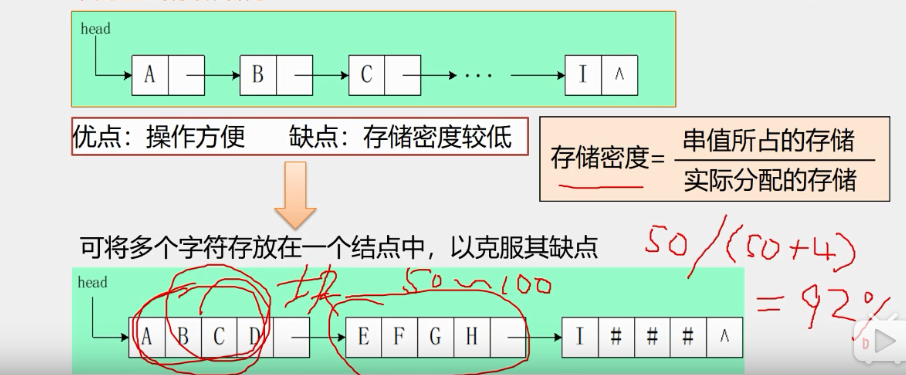 head
A B C ··· I ∧
优点：操作方便 缺点：存储密度较低
存储密度= 串值所占的存储
实际分配的存储
可将多个字符存放在一个结点中，以克服其缺点
50/(50+4)
=92%
head
块 50~100
A B C D E F G H I # # # ∧